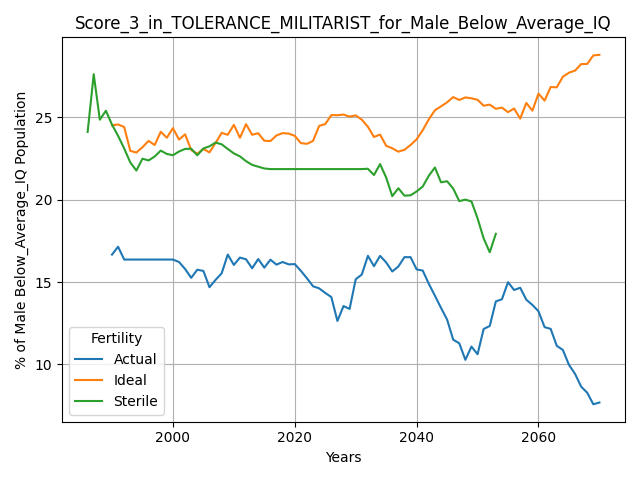 Score_3_in_TOLERANCE_MILITARIST_for_Male_Below_Average_IQ
% of Male Below_Average_IQ Population
25
20
15
10
Fertility
Actual
Ideal
Sterile
2000
2020
2040
2060
Years